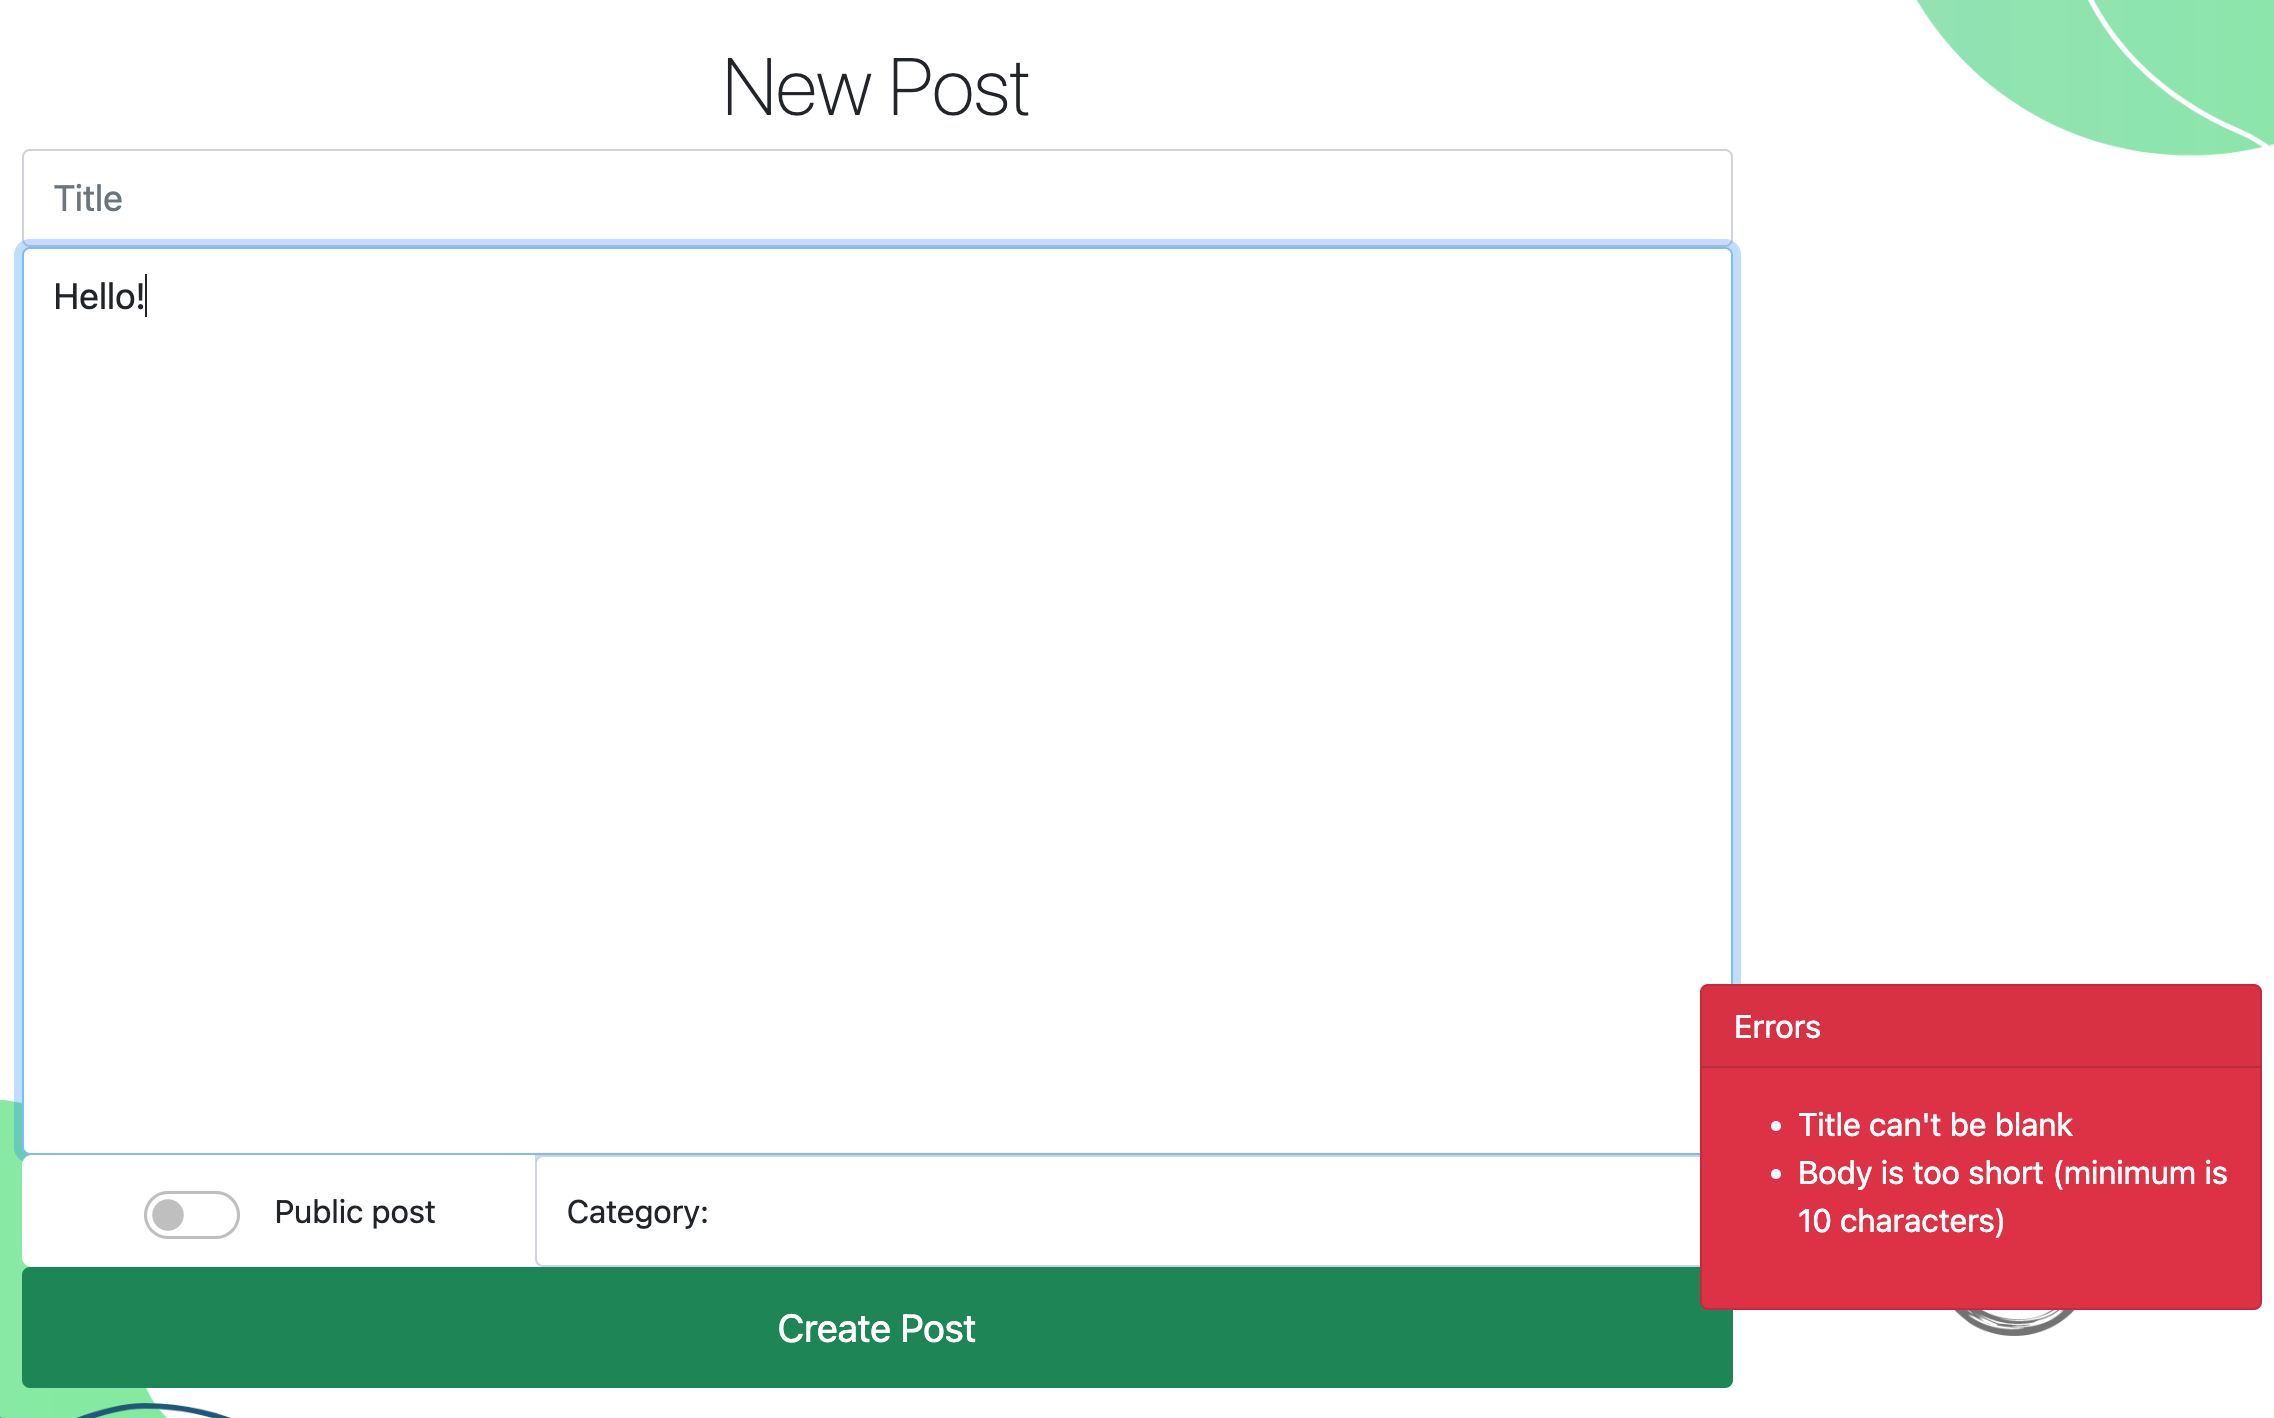 New Post
Title
Hello!
Public post
Category:
Create Post
Errors
Title can't be blank
Body is too short (minimum is
10 characters)